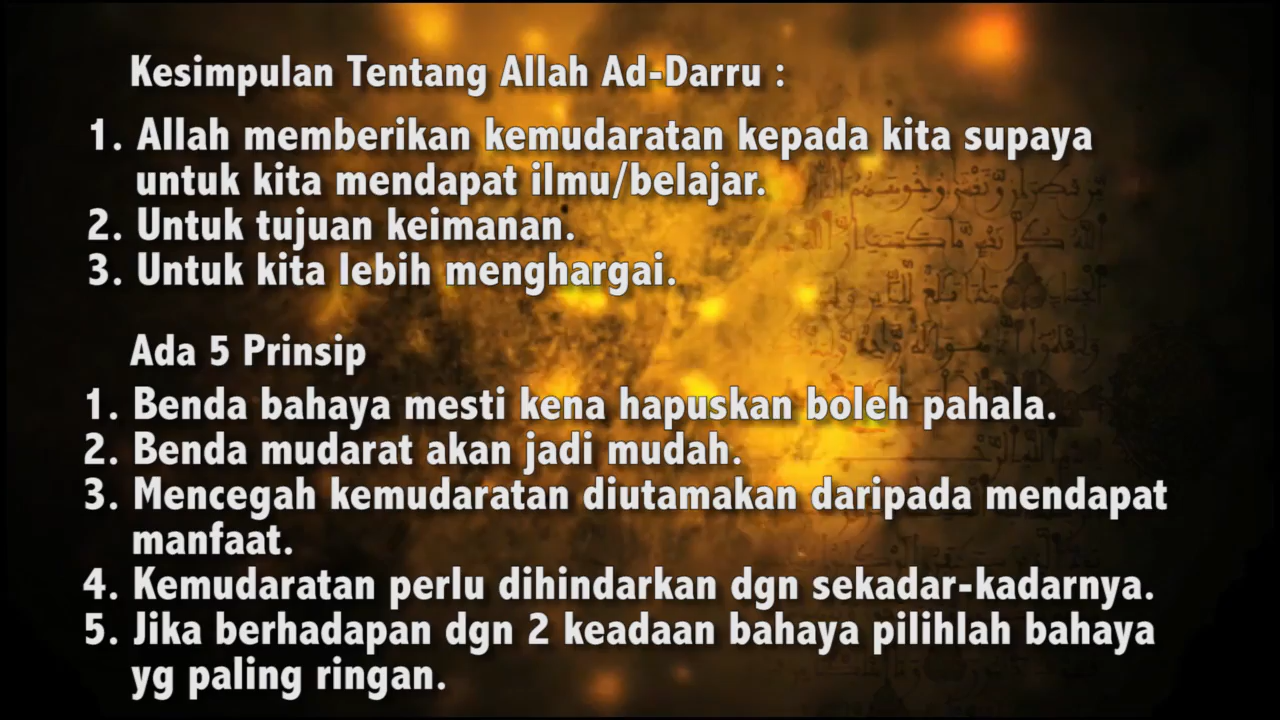 Kesimpulan Tentang Allah Ad-Darru :
1. Allah memberikan kemudaratan kepada kita supaya
untuk kita mendapat ilmu/belajar.
2. Untuk tujuan keimanan.
3. Untuk kita lebih menghargai.
Ada 5 Prinsip
1. Benda bahaya mesti kena hapuskan boleh pahala.
2. Benda mudarat akan jadi mudah.
3. Mencegah kemudaratan diutamakan daripada mendapat
manfaat.
4. Kemudaratan perlu dihindarkan dgn sekadar-kadarnya.
5. Jika berhadapan dgn 2 keadaan bahaya pilihlah bahaya
yg paling ringan.